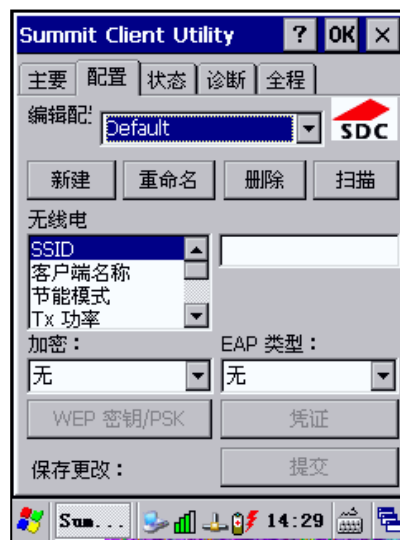 Summit Client Utility ? OK ×
主要 配置 状态 诊断 全程
编辑配: Default SDC
新建 重命名 删除 扫描
无线电
SSID
客户端名称
节能模式
Tx 功率
加密： EAP 类型：
无 无
WEP 密钥/PSK 凭证
保存更改： 提交
Sum... 14:29